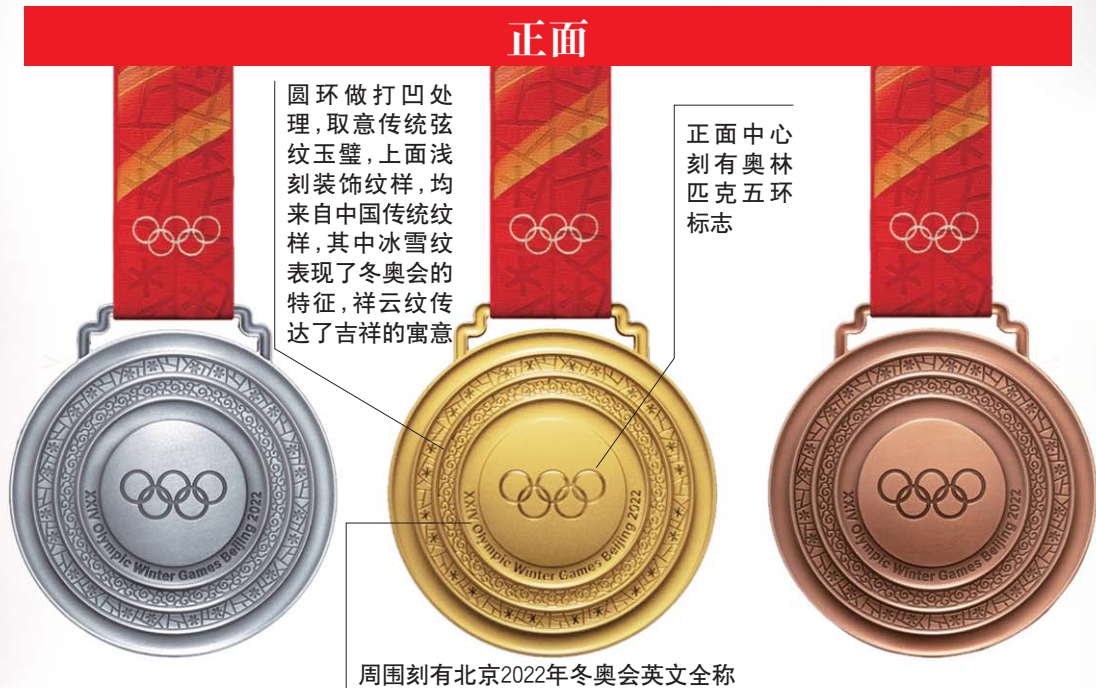 正面
圆环做打凹处
理，取意传统弦
纹玉璧，上面浅
刻装饰纹样，均
来自中国传统纹
样，其中冰雪纹
表现了冬奥会的
特征，祥云纹传
达了吉祥的寓意
正面中心
刻有奥林
匹克五环
标志
XXIV Olympic Winter Games Beijing 2022
XXIV Olympic Winter Games Beijing 2022
XXIV Olympic Winter Games Beijing 2022
周围刻有北京2022年冬奥会英文全称